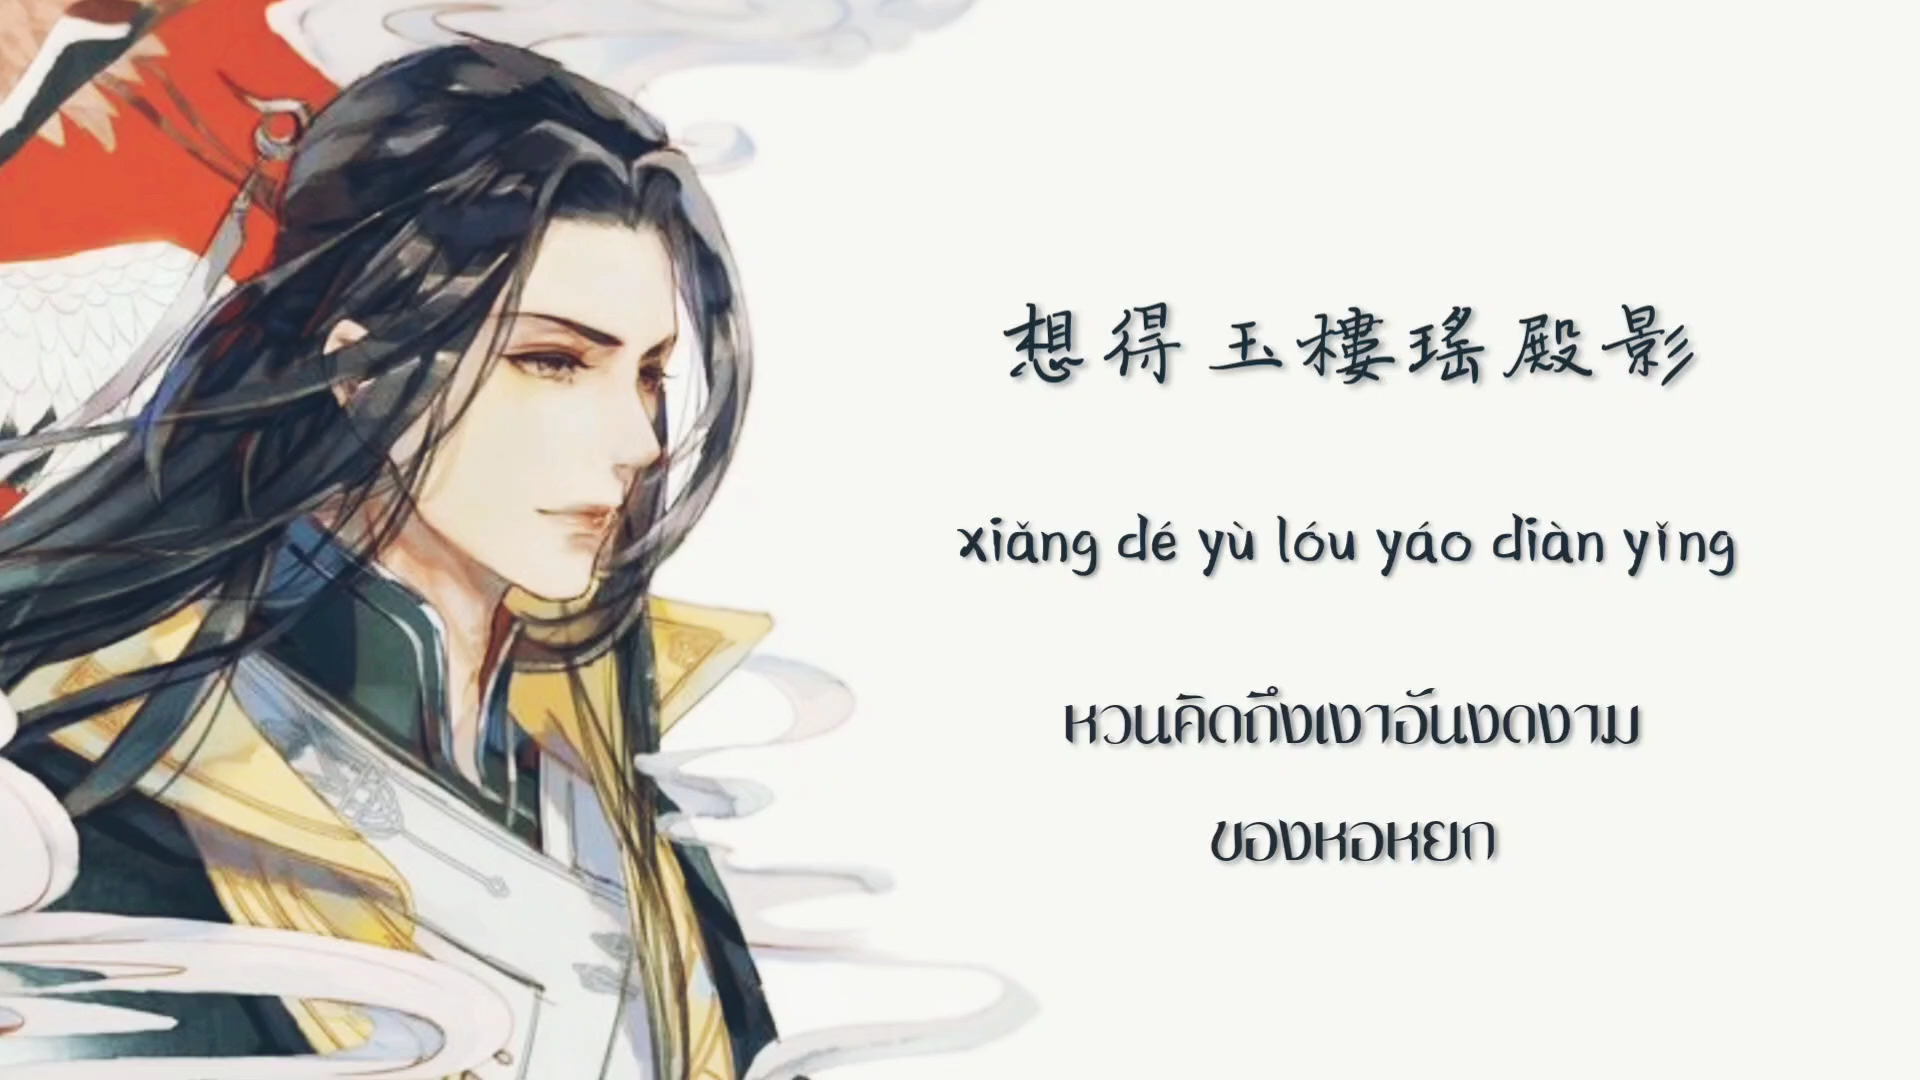 想得玉樓瑤殿影
xiǎng dé yù lóu yáo diàn yǐng
หวนคิดถึงเงาอันงดงาม
ของหอหยก